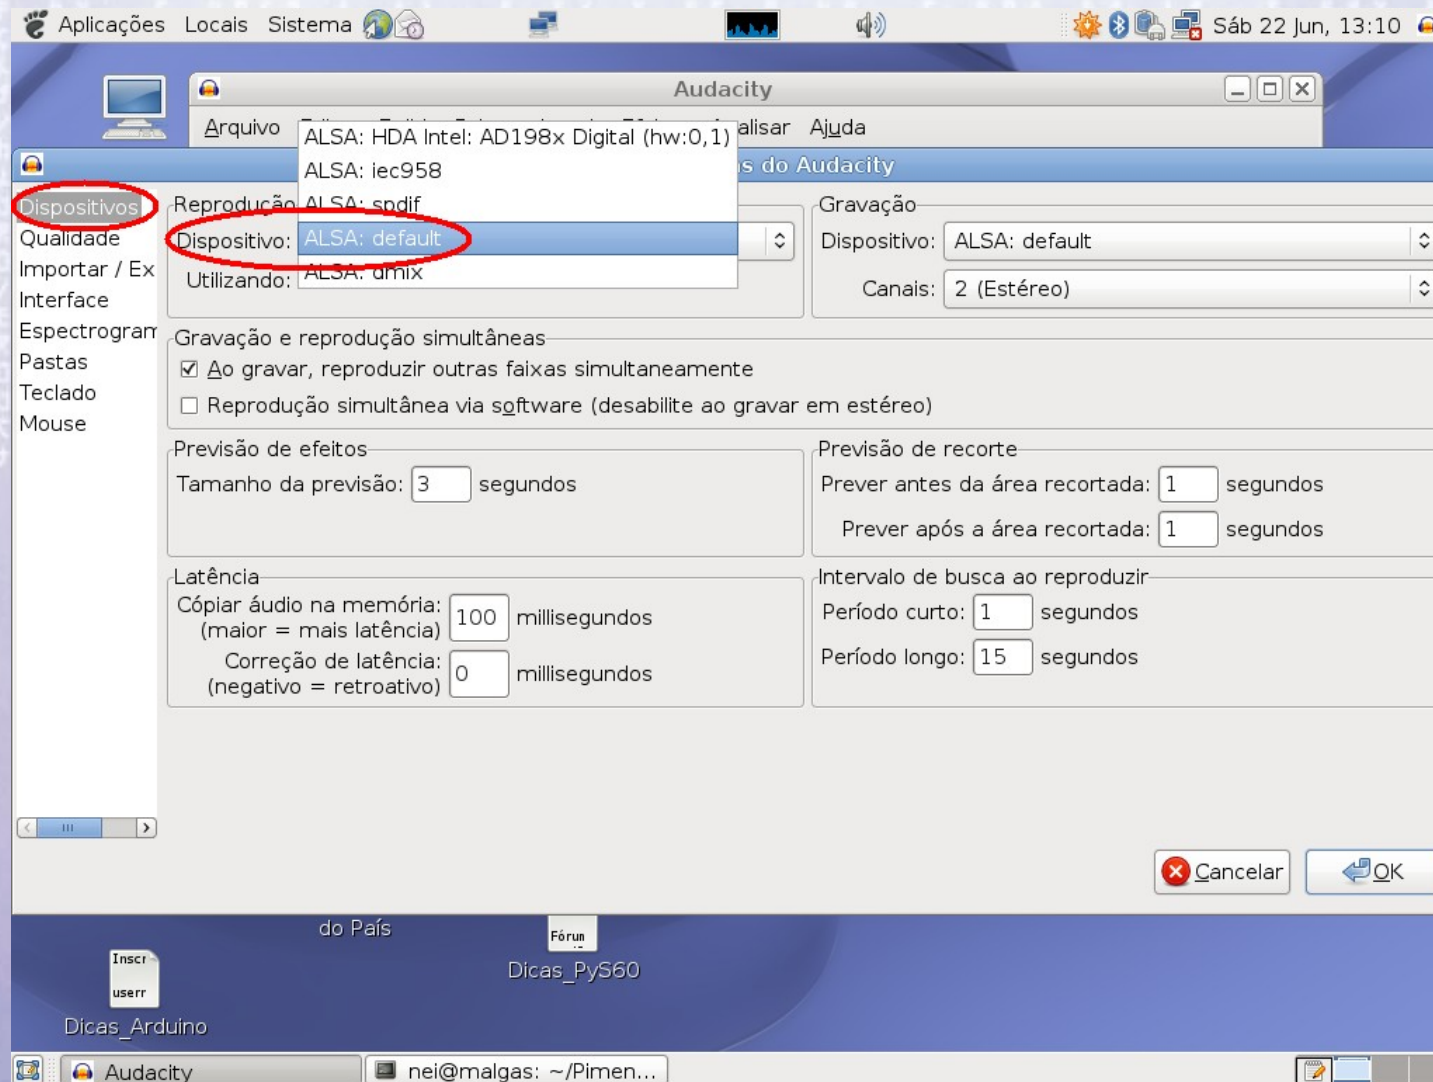 Aplicações Locais Sistema Sáb 22 Jun, 13:10
Audacity
Arquivo alisar Ajuda
s do Audacity
ALSA: HDA Intel: AD198x Digital (hw:0,1)
ALSA: iec958
ALSA: spdif
ALSA: default
ALSA: dmix
Dispositivos
Qualidade
Importar / Ex
Interface
Espectrogram
Pastas
Teclado
Mouse
Reprodução
Dispositivo:
Utilizando:
Gravação
Dispositivo: ALSA: default
Canais: 2 (Estéreo)
Gravação e reprodução simultâneas
Ao gravar, reproduzir outras faixas simultaneamente
Reprodução simultânea via software (desabilite ao gravar em estéreo)
Previsão de efeitos
Tamanho da previsão: 3 segundos
Previsão de recorte
Prever antes da área recortada: 1 segundos
Prever após a área recortada: 1 segundos
Latência
Cópiar áudio na memória:
(maior = mais latência) 100 millisegundos
Correção de latência:
(negativo = retroativo) 0 millisegundos
Intervalo de busca ao reproduzir
Período curto: 1 segundos
Período longo: 15 segundos
Cancelar OK
do País
Fórun
Dicas_PyS60
Inscr
userr
Dicas_Arduino
Audacity nei@malgas: ~/Pimen...